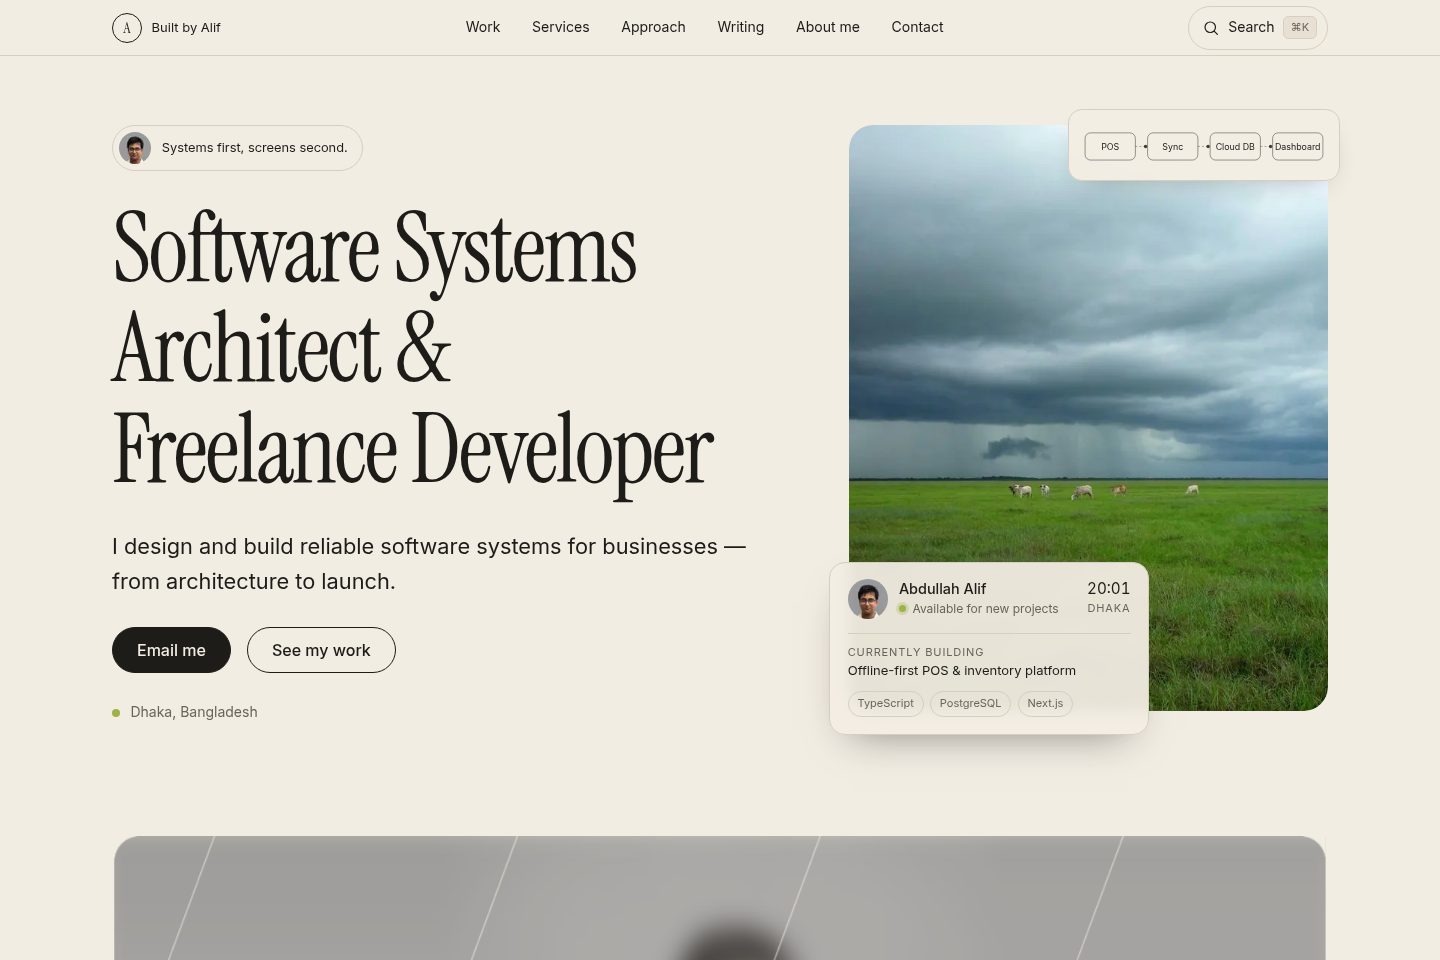 A
Built by Alif
Work
Services
Approach
Writing
About me
Contact
Search
⌘K
Systems first, screens second.
Software Systems
Architect &
Freelance Developer
I design and build reliable software systems for businesses —
from architecture to launch.
Email me
See my work
Dhaka, Bangladesh
POS
Sync
Cloud DB
Dashboard
Abdullah Alif
20:01
Available for new projects
DHAKA
CURRENTLY BUILDING
Offline-first POS & inventory platform
TypeScript
PostgreSQL
Next.js